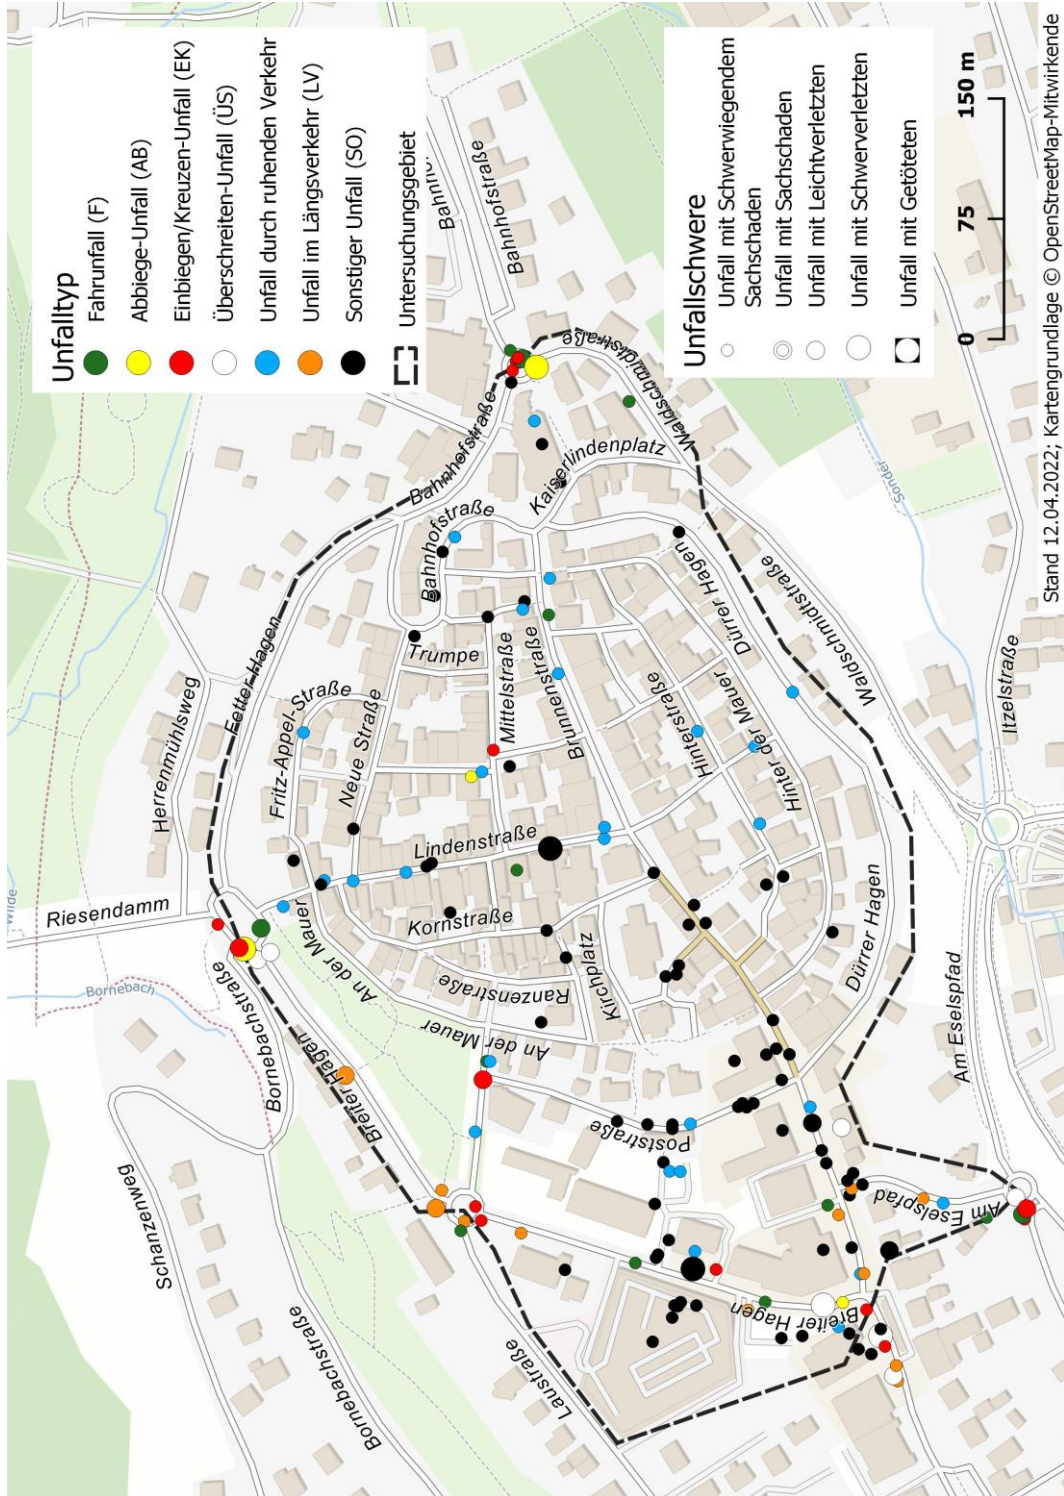 Unfalltyp
Fahrunfall (F)
Abbiege-Unfall (AB)
Einbiegen/Kreuzen-Unfall (EK)
Überschreiten-Unfall (ÜS)
Unfall durch ruhenden Verkehr
Unfall im Längsverkehr (LV)
Sonstiger Unfall (SO)
Untersuchungsgebiet
Unfallschwere
Unfall mit Schwerwiegendem
Sachschaden
Unfall mit Sachschaden
Unfall mit Leichtverletzten
Unfall mit Schwerverletzten
Unfall mit Getöteten
0 75 150 m
Stand 12.04.2022; Kartengrundlage © OpenStreetMap-Mitwirkende
Wilde
Riesendamm
Bornebach
Herrenmühlsweg
Fetter Hagen
Bahnhofstraße
Bahnhofstraße
Bahnhofstraße
Bahnhof
Schanzenweg
Bornebachstraße
Bornebachstraße
Breiter Hagen
An der Mauer
An der Mauer
Fritz-Appel-Straße
Neue Straße
Trumpe
Mittelstraße
Brunnenstraße
Lindenstraße
Kornstraße
Ranzenstraße
Kirchplatz
Kaiserlindenplatz
Waldschmidtstraße
Waldschmidtstraße
Hinterstraße
Hinter der Mauer
Dürrer Hagen
Dürrer Hagen
Sonder
Itzelstraße
Am Eselspfad
Am Eselspfad
Poststraße
Laustraße
Breiter Hagen